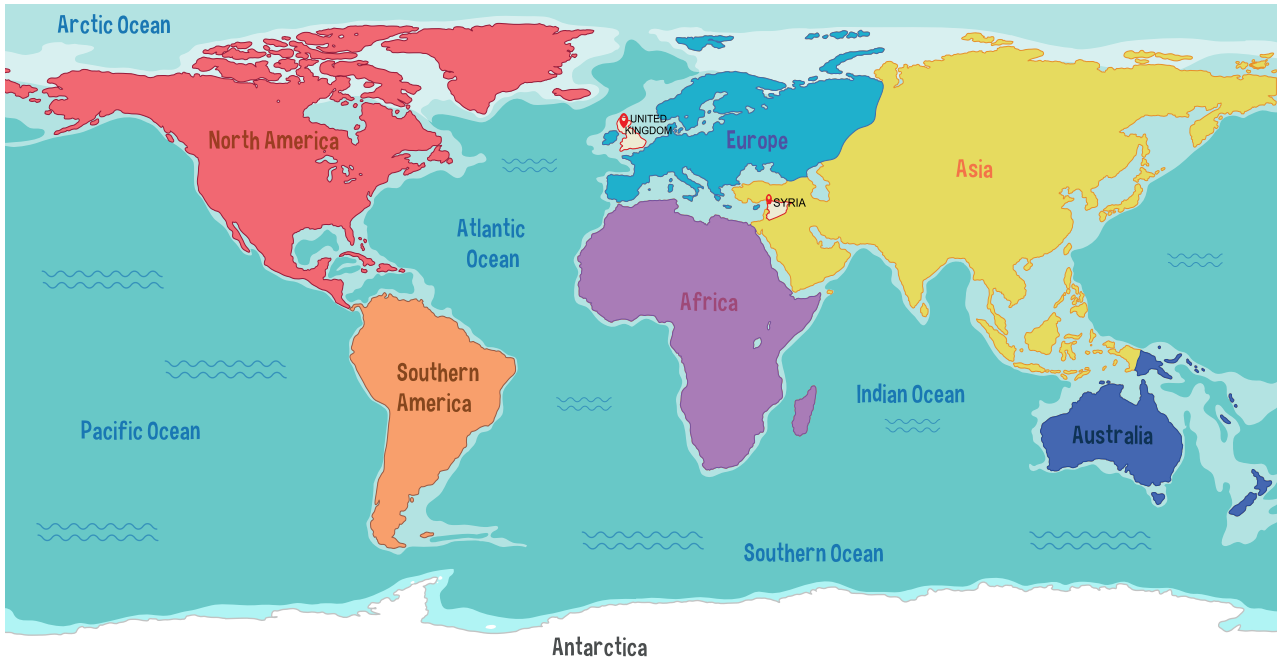 Arctic Ocean
UNITED
KINGDOM
North America
Europe
Asia
SYRIA
Atlantic
Ocean
Africa
Southern
America
Indian Ocean
Pacific Ocean
Australia
Southern Ocean
Antarctica